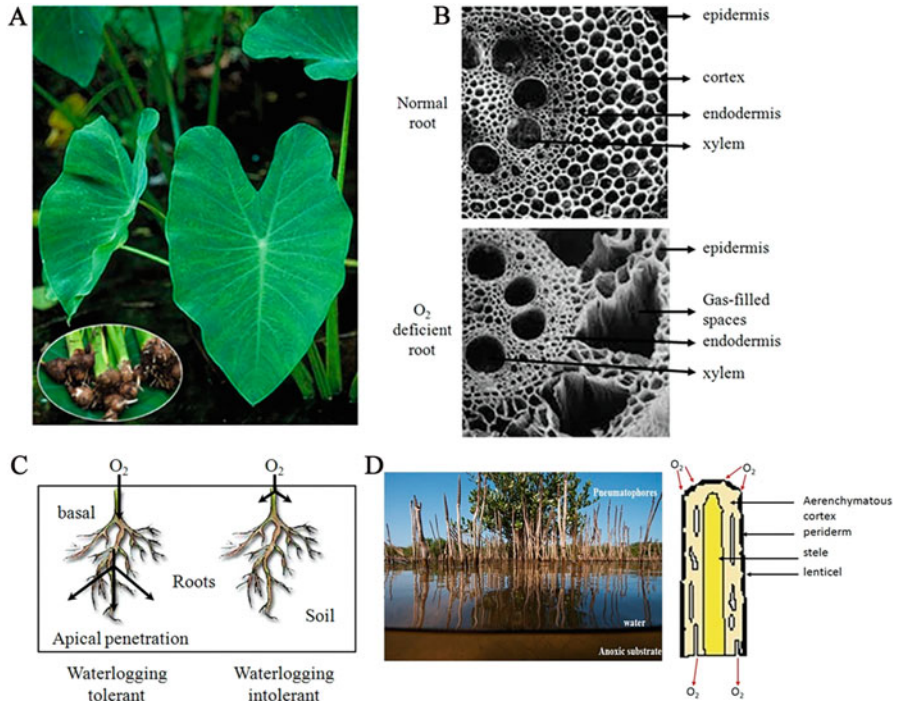 A
B
Normal
root
epidermis
cortex
endodermis
xylem
O₂
deficient
root
epidermis
Gas-filled
spaces
endodermis
xylem
C
O₂
O₂
basal
Roots
Soil
Apical penetration
Waterlogging
tolerant
Waterlogging
intolerant
D
Pneumatophores
water
Anoxic substrate
O₂
O₂
Aerenchymatous
cortex
periderm
stele
lenticel
O₂
O₂